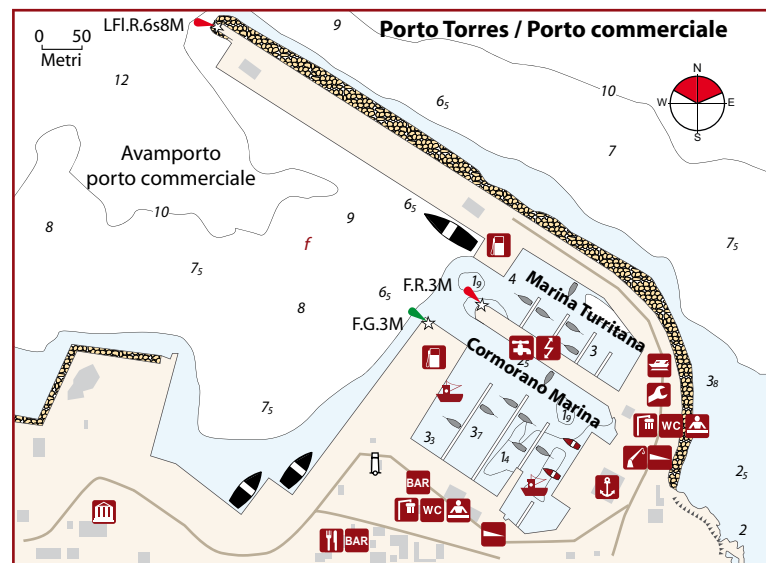 LFl.R.6s8M
Porto Torres / Porto commerciale
0 50
Metri
9
12
10
N
W E
S
6₅
7
Avamporto
porto commerciale
8
10
9
6₅
f
7₅
7₅
8
6₅
F.R.3M
1₉
4
Marina Turritana
F.G.3M
3
2₅
Cormorano Marina
3₈
7₅
1₉
3₃
3₇
1₄
WC
BAR
WC
BAR
2₅
2